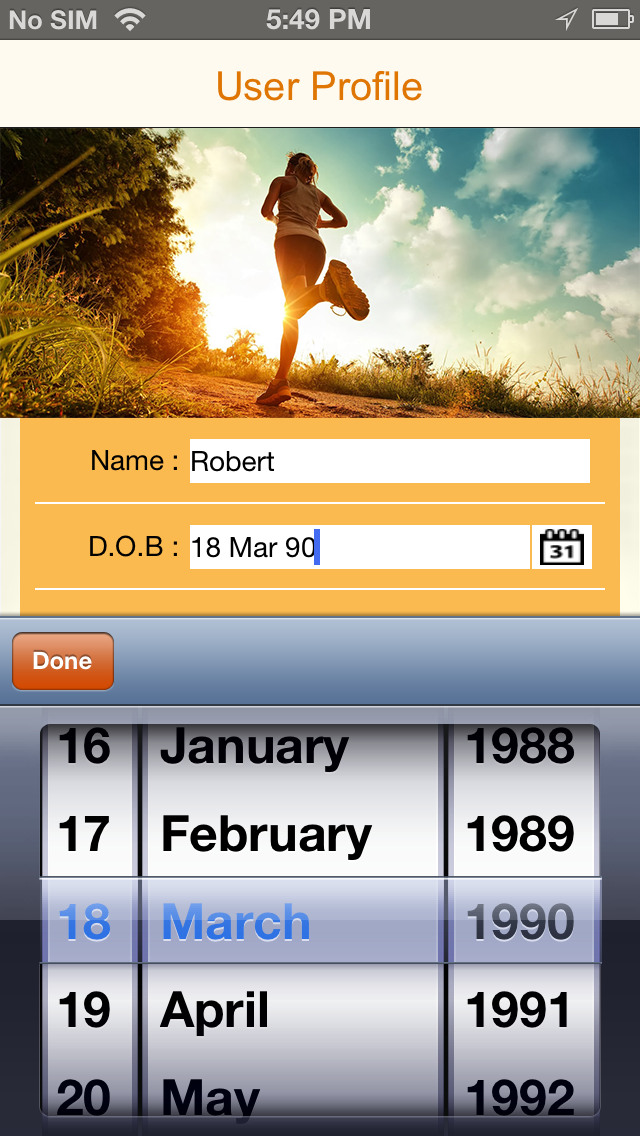 No SIM 5:49 PM
User Profile
Name : Robert
D.O.B : 18 Mar 90 31
Done
16 January 1988
17 February 1989
18 March 1990
19 April 1991
20 May 1992